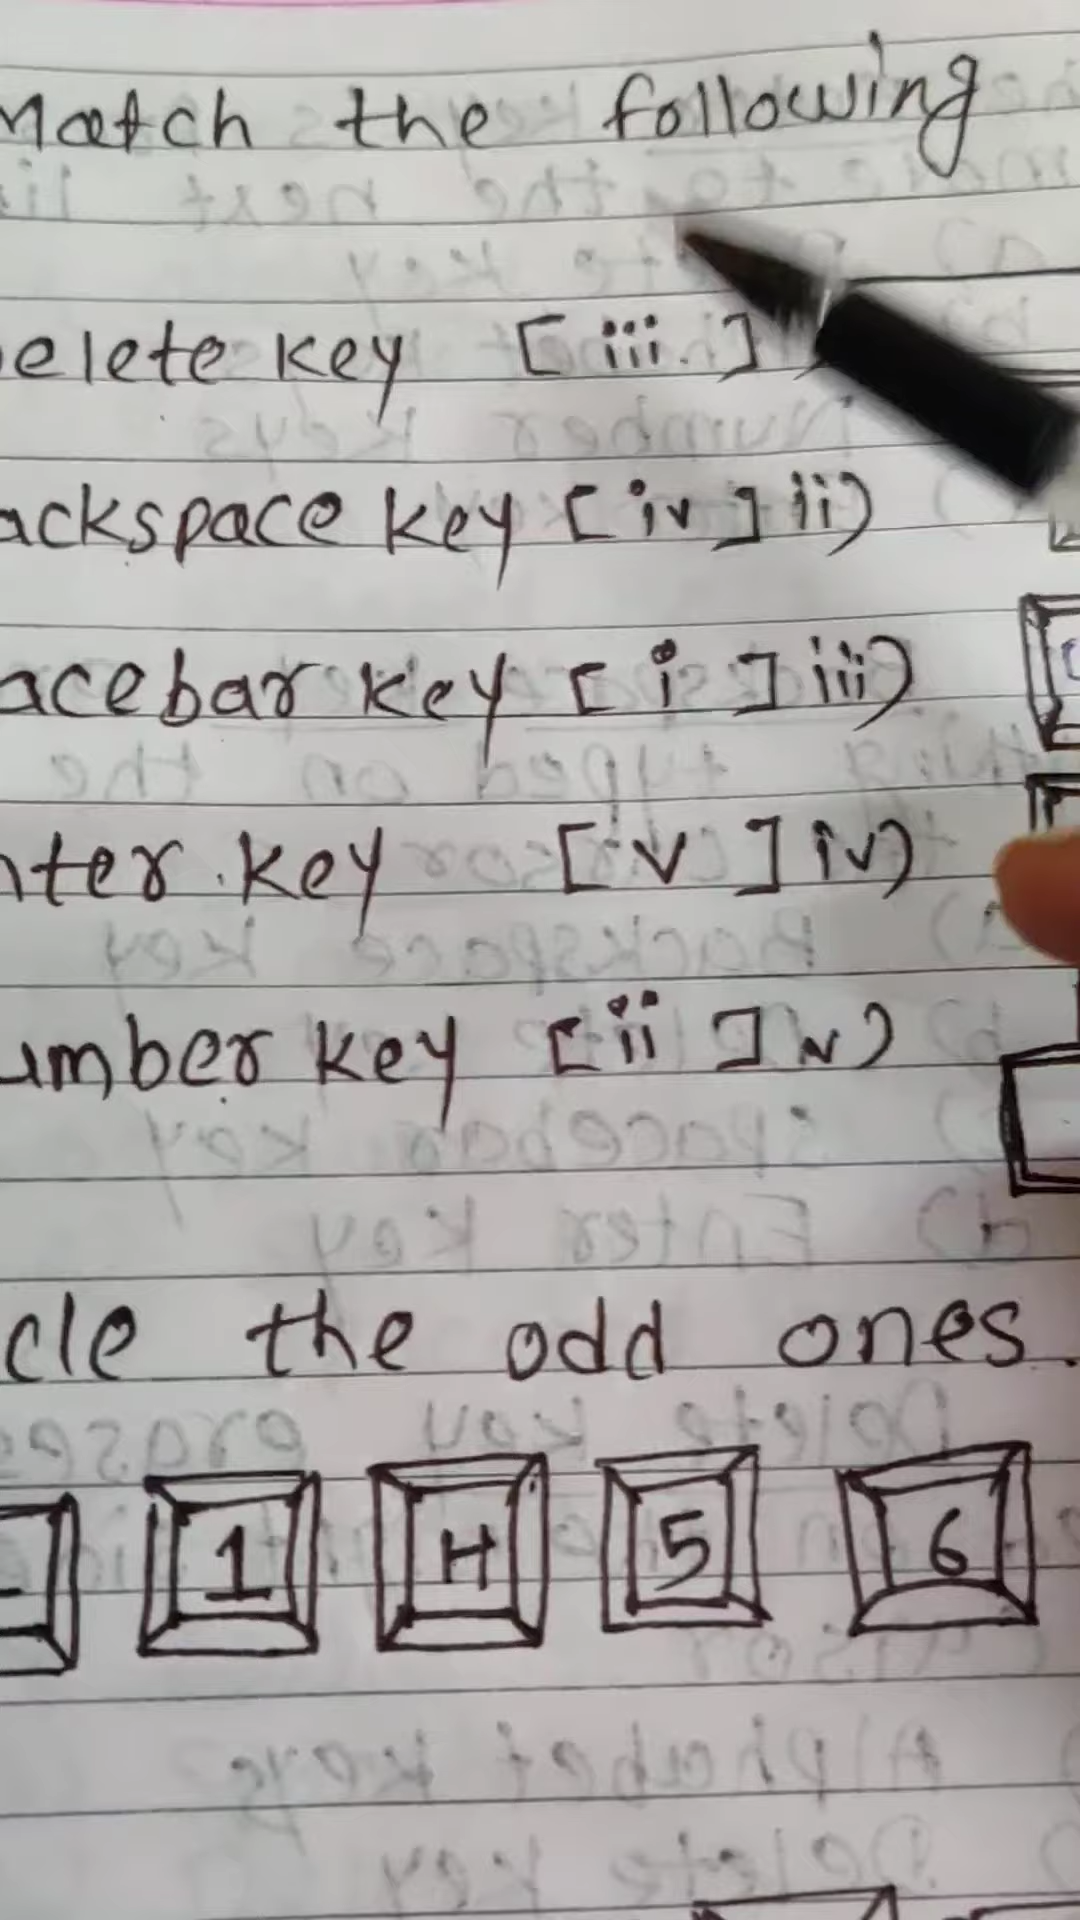 Match the following
elete key [ iii. ]
ackspace key [ iv ] ii)
acebar key [ i ] iii)
nter key [ v ] iv)
umber key [ ii ] v)
cle the odd ones.
1 H 5 6